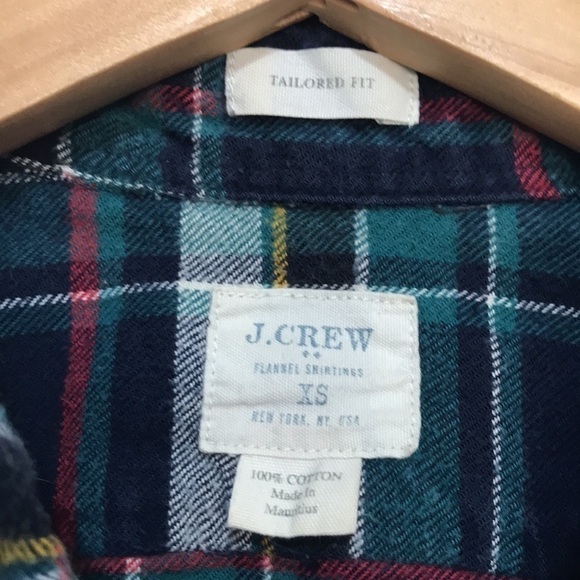 TAILORED FIT
J.CREW
FLANNEL SHIRTINGS
XS
NEW YORK, NY, USA
100% COTTON
Made in
Mauritius